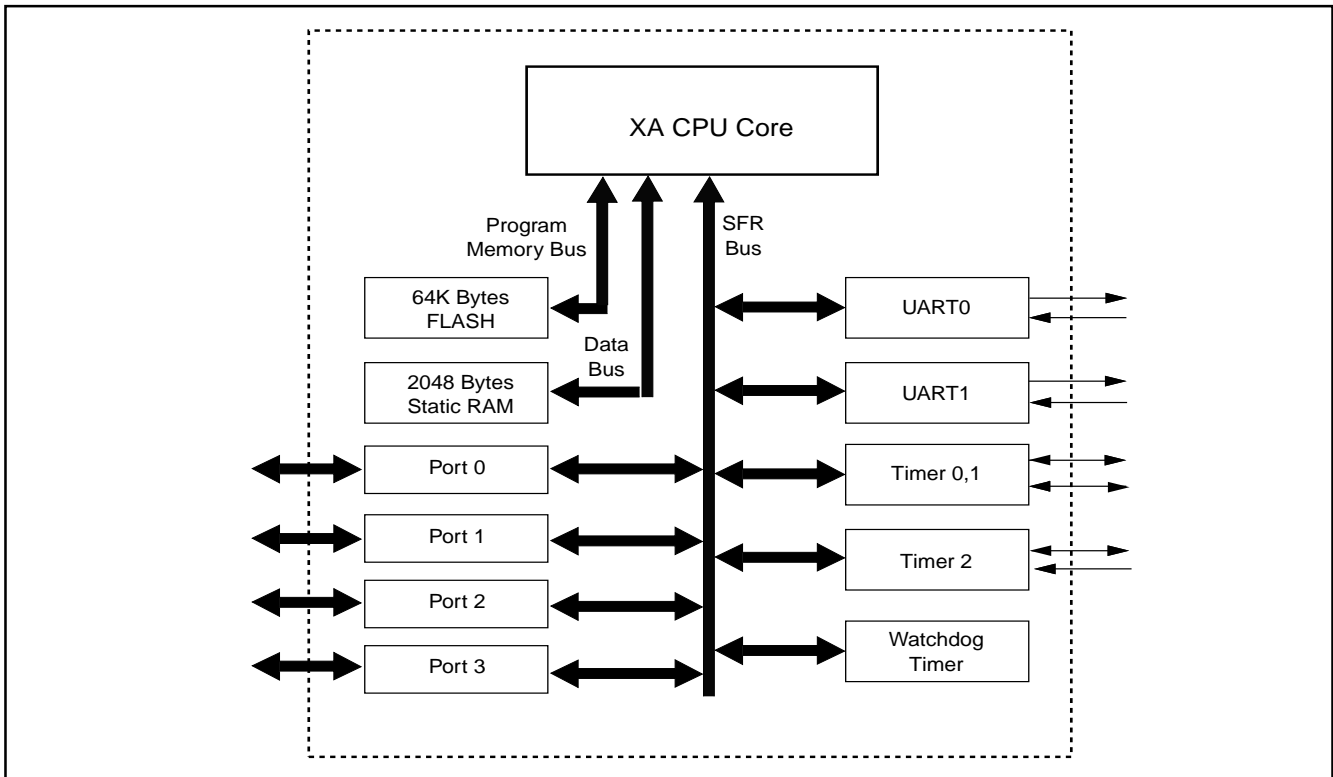 XA CPU Core
Program
Memory Bus
SFR
Bus
64K Bytes
FLASH
Data
Bus
2048 Bytes
Static RAM
Port 0
Port 1
Port 2
Port 3
UART0
UART1
Timer 0,1
Timer 2
Watchdog
Timer